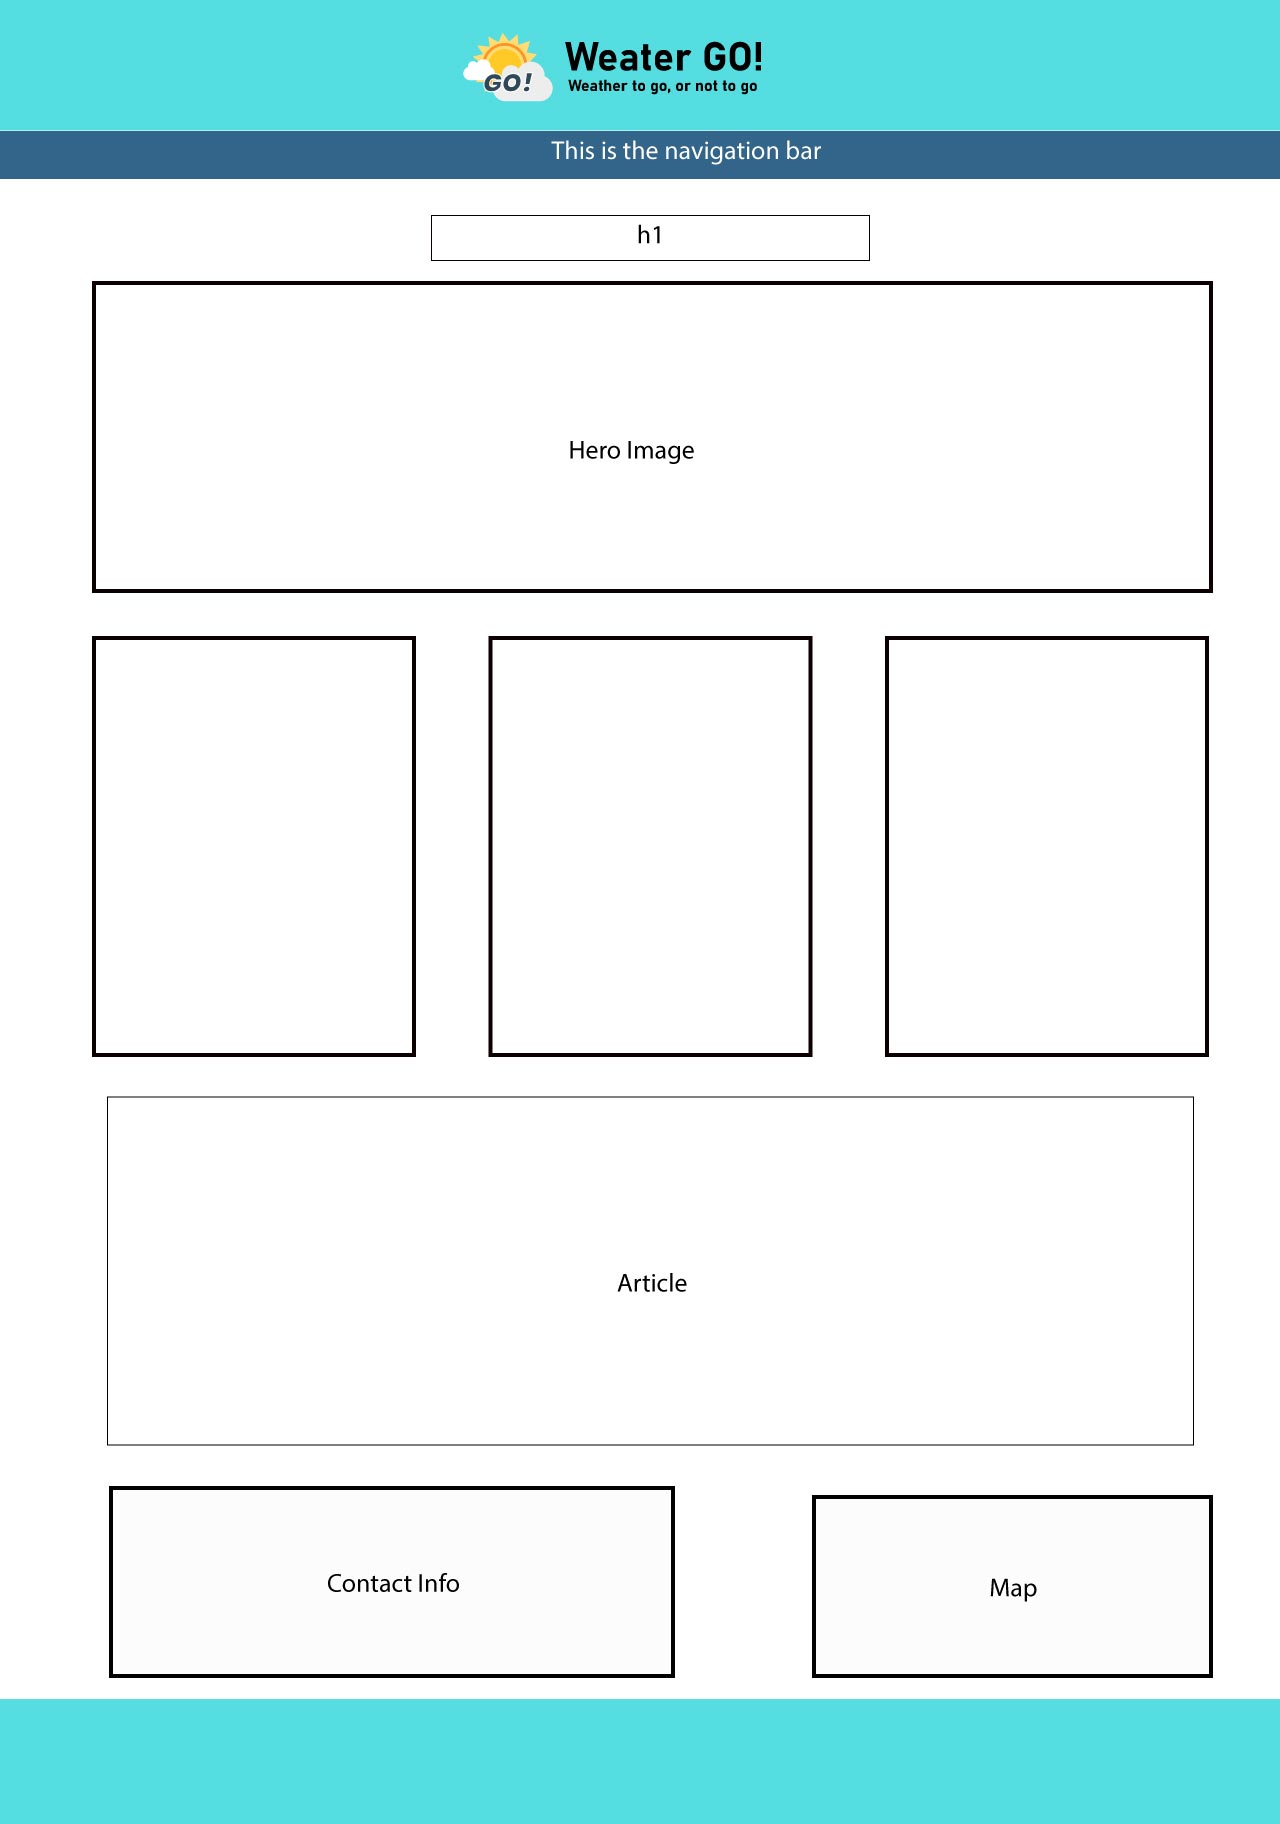 GO!
Weater GO!
Weather to go, or not to go
This is the navigation bar
h1
Hero Image
Article
Contact Info
Map